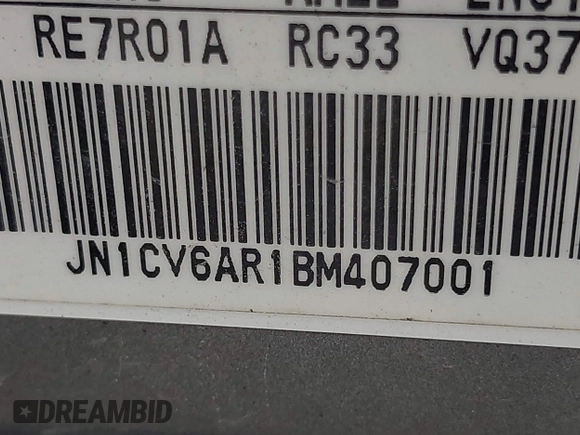 RE7R01A RC33 VQ37
JN1CV6AR1BM407001
DREAMBID